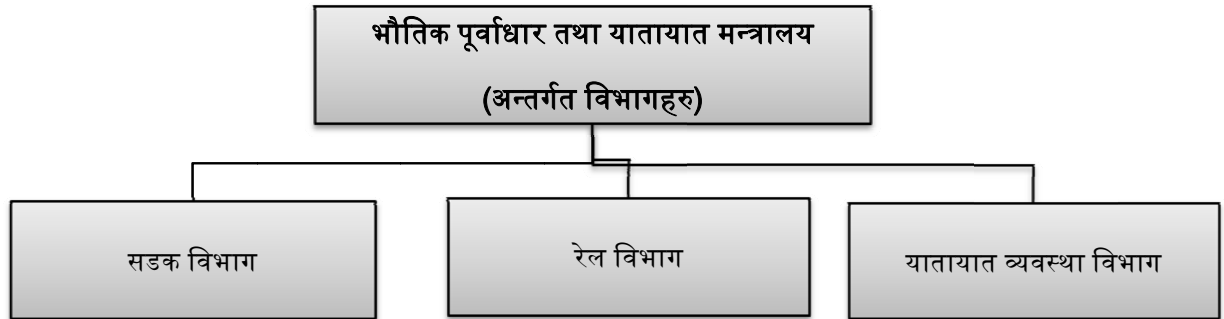 भौतिक पूर्वाधार तथा यातायात मन्त्रालय
(अन्तर्गत विभागहरु)
सडक विभाग
रेल विभाग
यातायात व्यवस्था विभाग